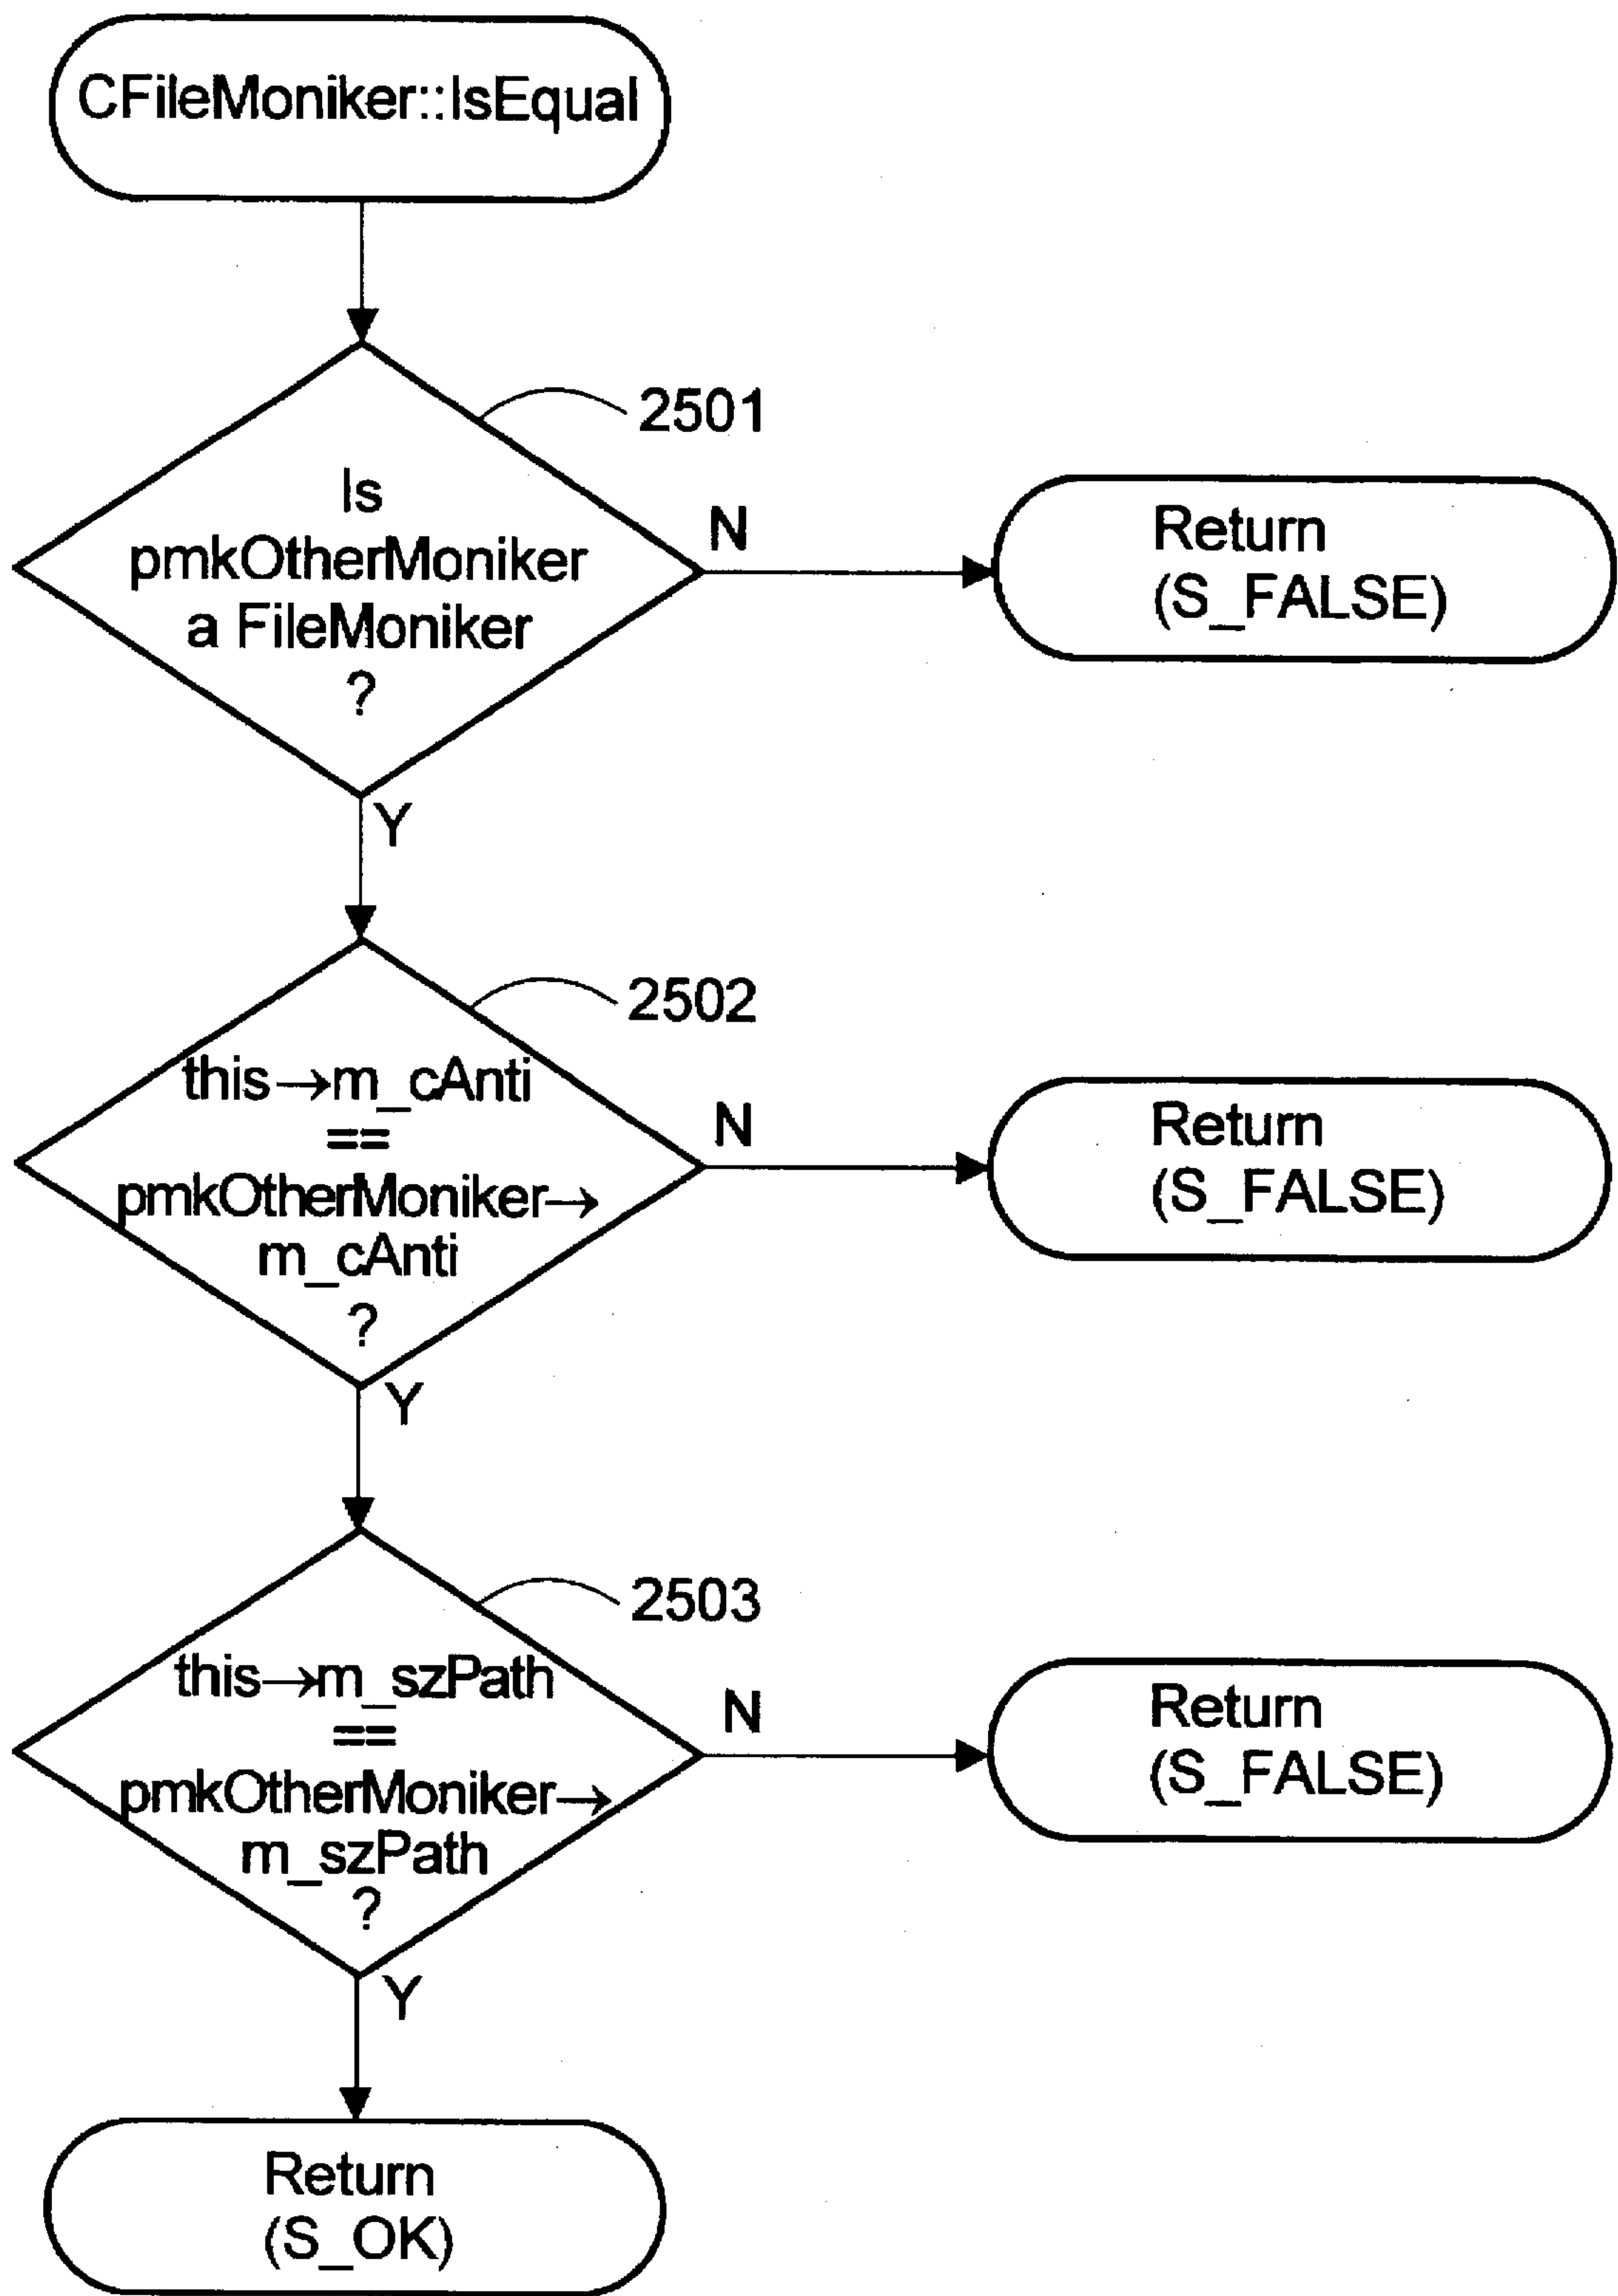 CFileMoniker::IsEqual
2501
Is
pmkOtherMoniker
a FileMoniker
?
N
Return
(S_FALSE)
Y
2502
this→m_cAnti
==
pmkOtherMoniker→
m_cAnti
?
N
Return
(S_FALSE)
Y
2503
this→m_szPath
==
pmkOtherMoniker→
m_szPath
?
N
Return
(S_FALSE)
Y
Return
(S_OK)